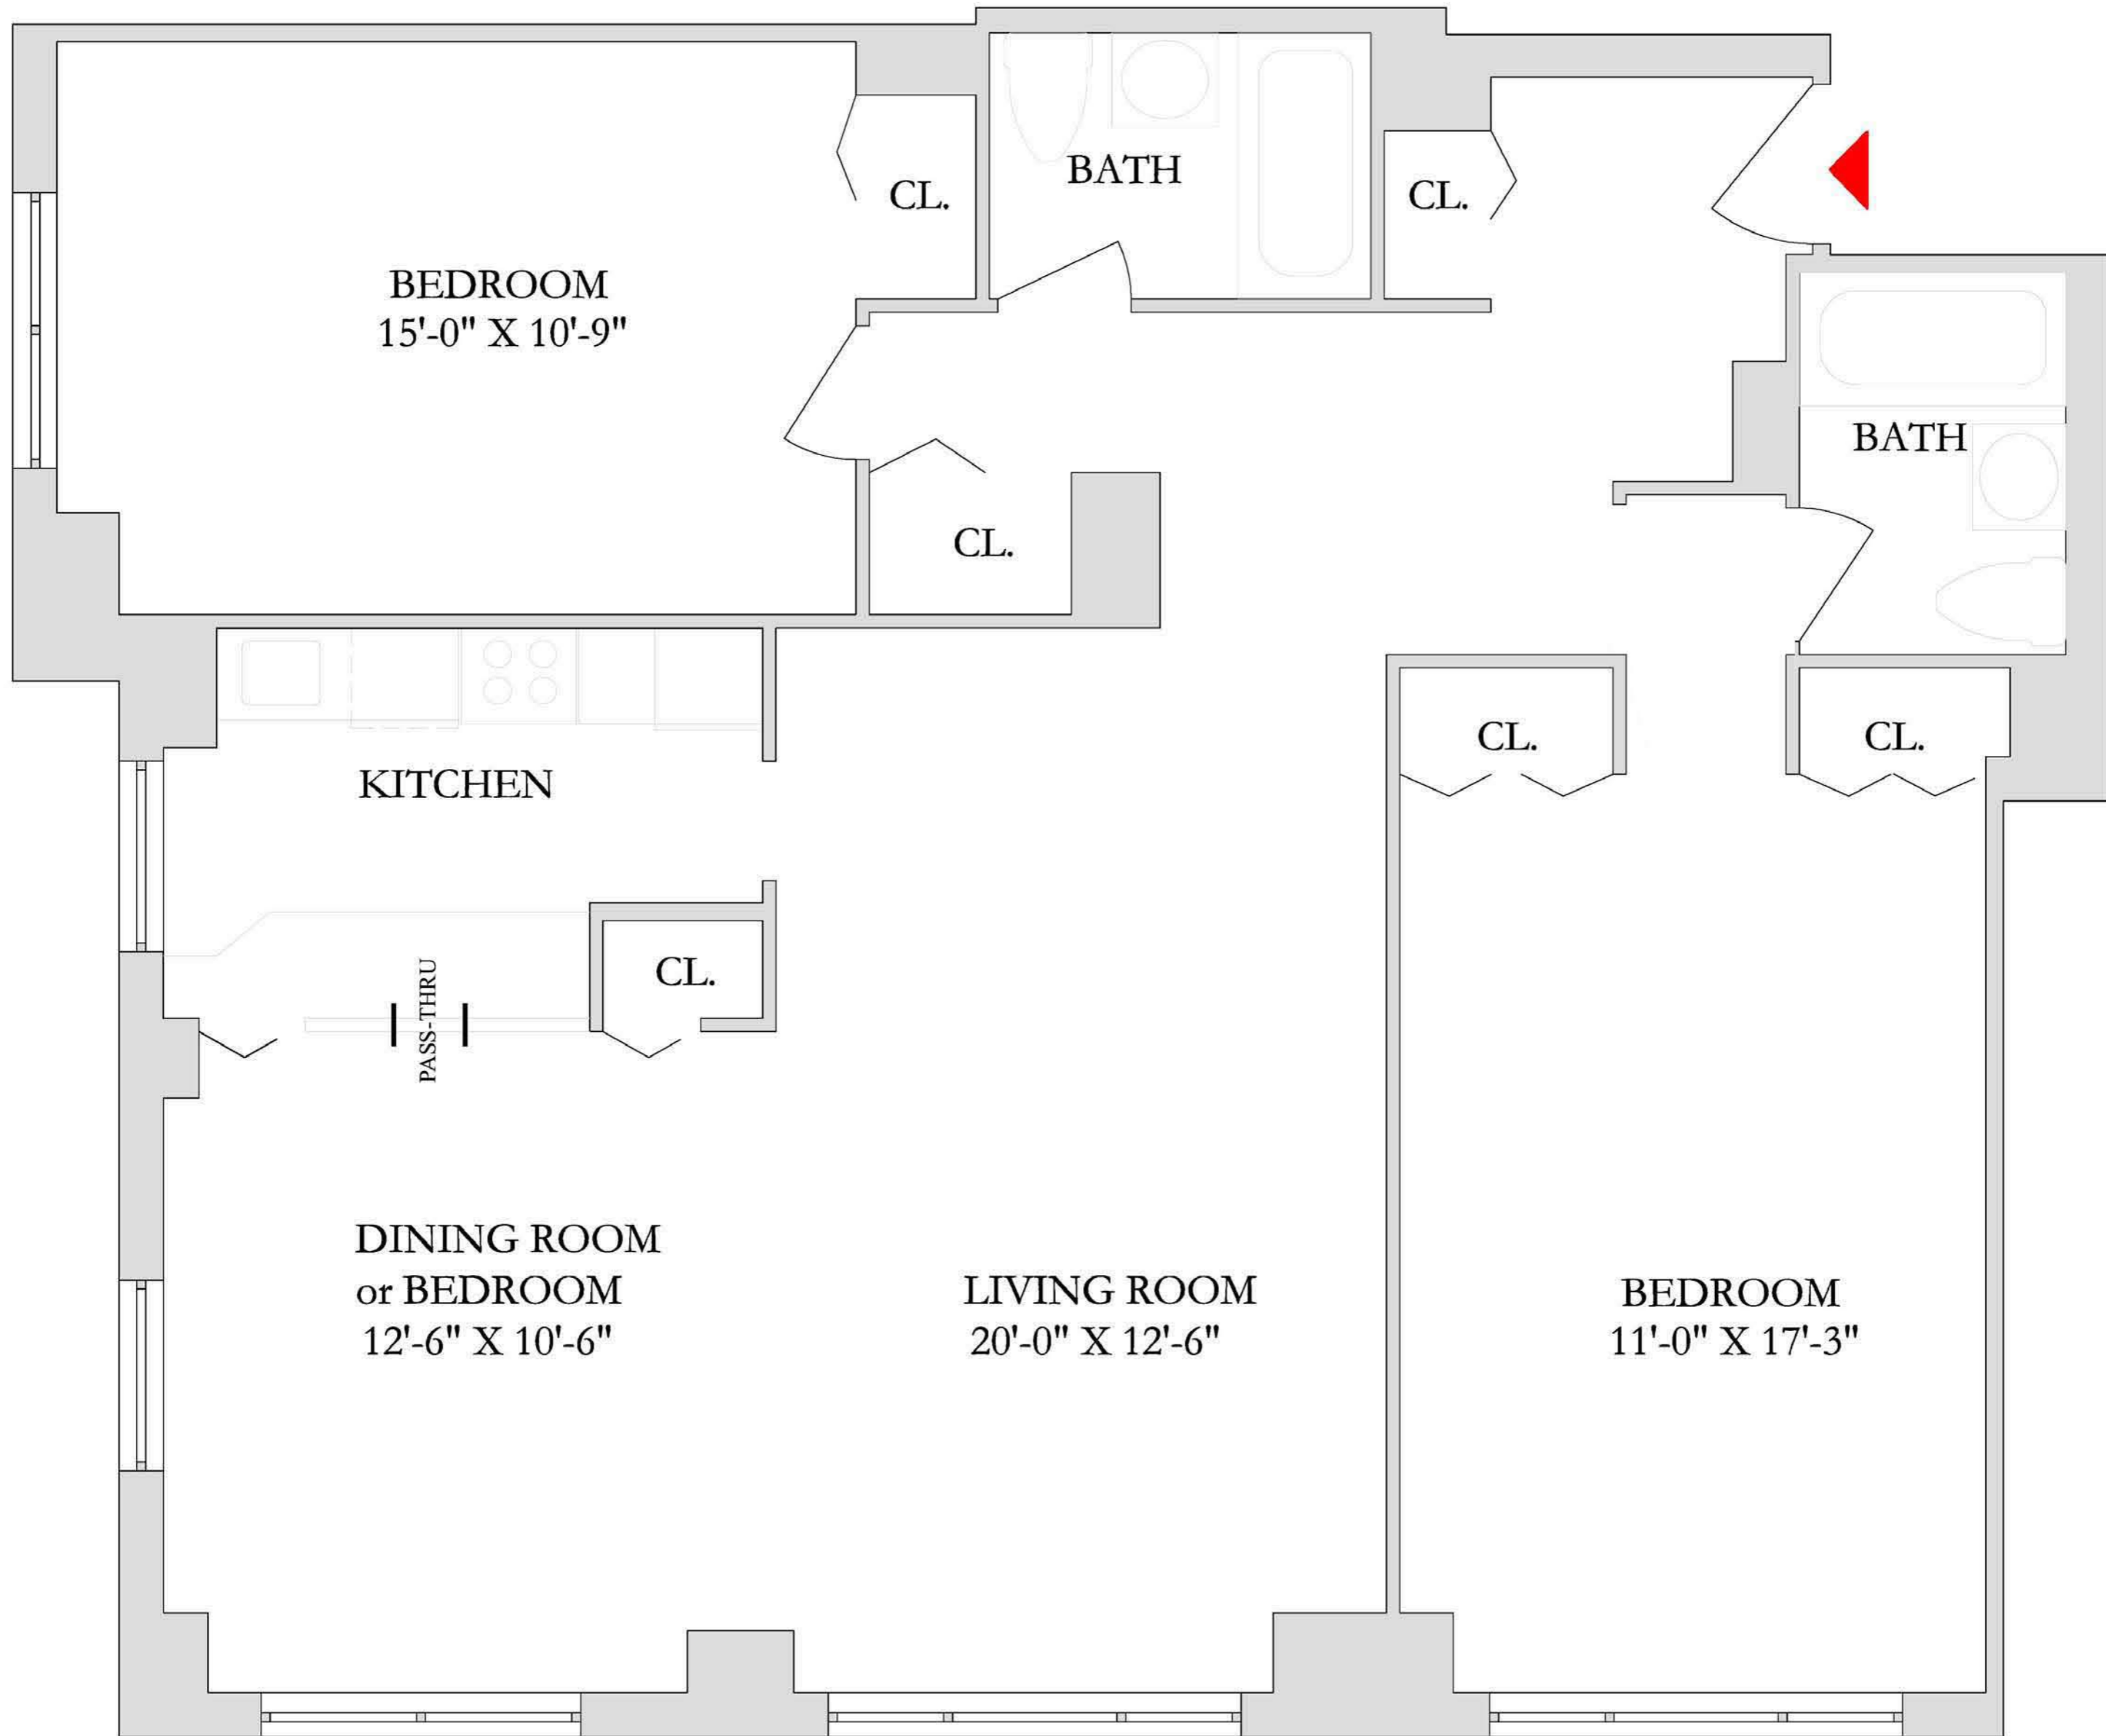 BATH
CL.
CL.
BEDROOM
15'-0" X 10'-9"
BATH
CL.
KITCHEN
CL.
CL.
CL.
PASS-THRU
DINING ROOM
or BEDROOM
12'-6" X 10'-6"
LIVING ROOM
20'-0" X 12'-6"
BEDROOM
11'-0" X 17'-3"